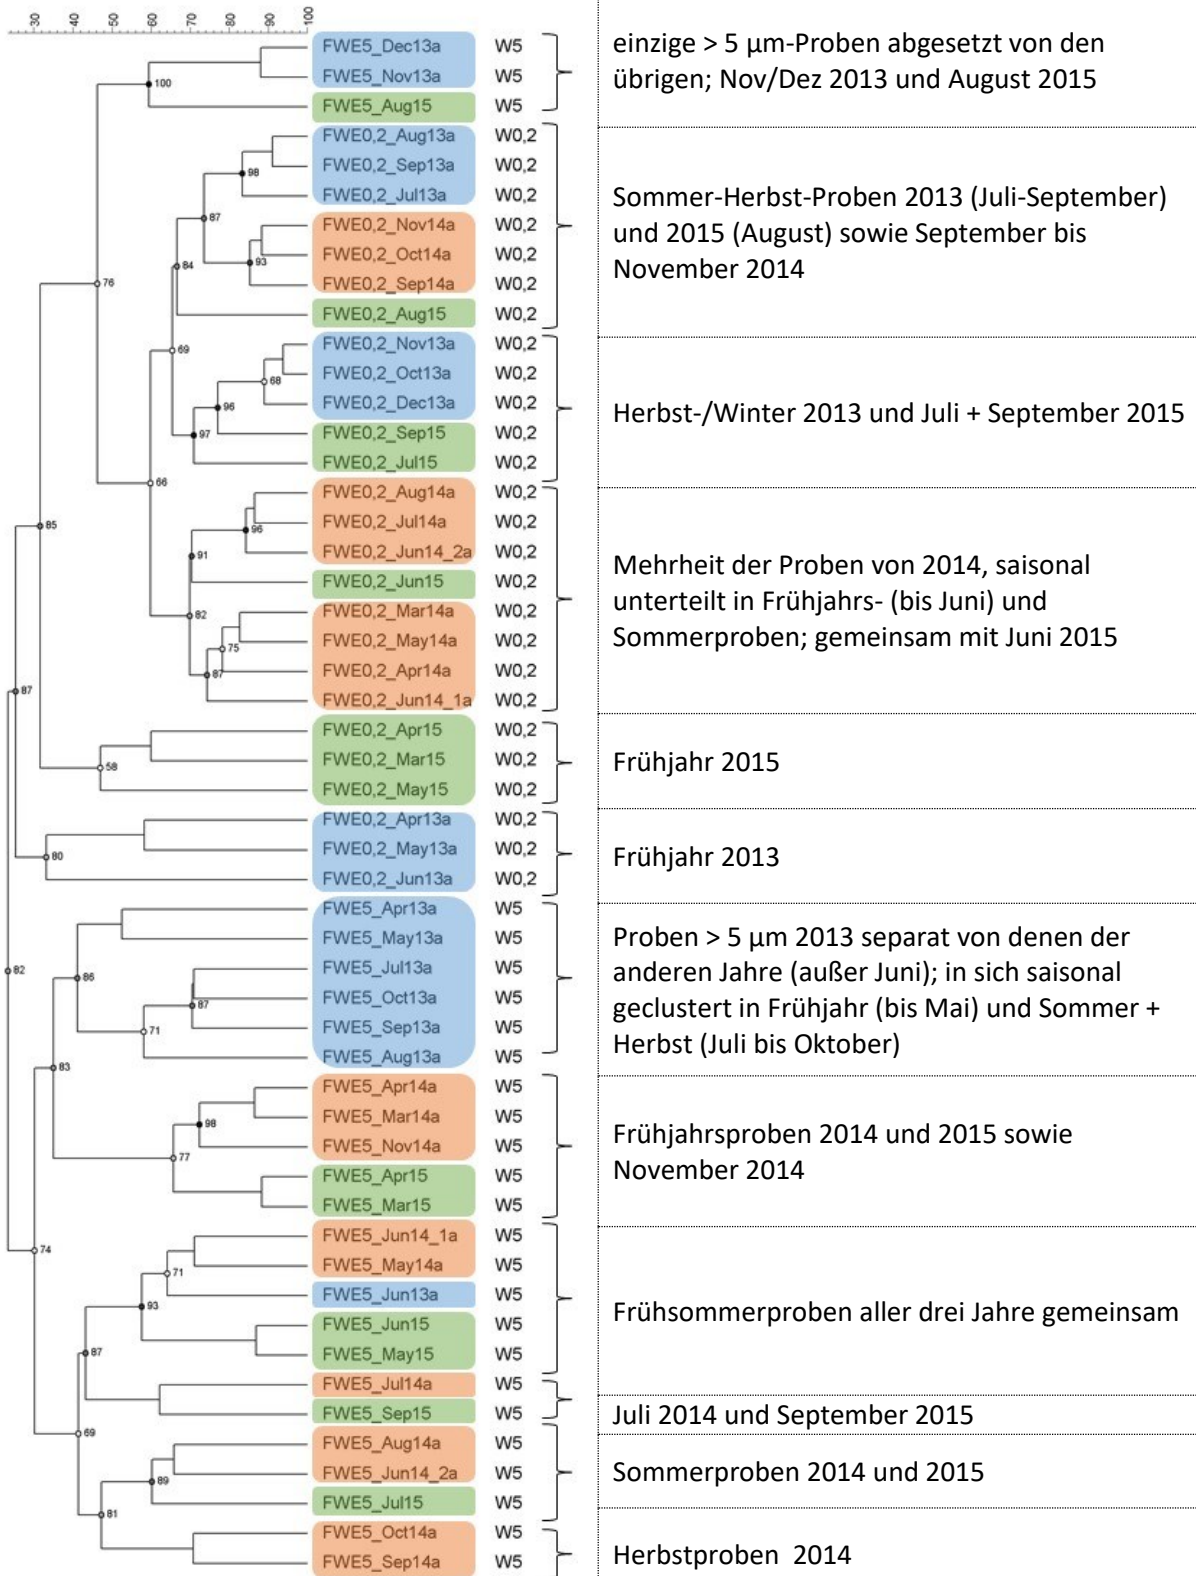 30 40 50 60 70 80 90 100
FWE5_Dec13a W5
FWE5_Nov13a W5
100
FWE5_Aug15 W5
einzige > 5 µm-Proben abgesetzt von den
übrigen; Nov/Dez 2013 und August 2015
FWE0,2_Aug13a W0,2
FWE0,2_Sep13a W0,2
98
FWE0,2_Jul13a W0,2
87
FWE0,2_Nov14a W0,2
FWE0,2_Oct14a W0,2
93
84
FWE0,2_Sep14a W0,2
76
FWE0,2_Aug15 W0,2
Sommer-Herbst-Proben 2013 (Juli-September)
und 2015 (August) sowie September bis
November 2014
FWE0,2_Nov13a W0,2
69
FWE0,2_Oct13a W0,2
68
FWE0,2_Dec13a W0,2
96
FWE0,2_Sep15 W0,2
97
FWE0,2_Jul15 W0,2
66
Herbst-/Winter 2013 und Juli + September 2015
FWE0,2_Aug14a W0,2
FWE0,2_Jul14a W0,2
96
85
FWE0,2_Jun14_2a W0,2
91
FWE0,2_Jun15 W0,2
82
FWE0,2_Mar14a W0,2
FWE0,2_May14a W0,2
75
FWE0,2_Apr14a W0,2
87
FWE0,2_Jun14_1a W0,2
87
Mehrheit der Proben von 2014, saisonal
unterteilt in Frühjahrs- (bis Juni) und
Sommerproben; gemeinsam mit Juni 2015
FWE0,2_Apr15 W0,2
FWE0,2_Mar15 W0,2
58
FWE0,2_May15 W0,2
Frühjahr 2015
FWE0,2_Apr13a W0,2
FWE0,2_May13a W0,2
80
FWE0,2_Jun13a W0,2
Frühjahr 2013
FWE5_Apr13a W5
FWE5_May13a W5
82
86
FWE5_Jul13a W5
FWE5_Oct13a W5
87
FWE5_Sep13a W5
71
FWE5_Aug13a W5
83
Proben > 5 µm 2013 separat von denen der
anderen Jahre (außer Juni); in sich saisonal
geclustert in Frühjahr (bis Mai) und Sommer +
Herbst (Juli bis Oktober)
FWE5_Apr14a W5
FWE5_Mar14a W5
98
FWE5_Nov14a W5
77
FWE5_Apr15 W5
FWE5_Mar15 W5
Frühjahrsproben 2014 und 2015 sowie
November 2014
FWE5_Jun14_1a W5
74
FWE5_May14a W5
71
FWE5_Jun13a W5
93
FWE5_Jun15 W5
FWE5_May15 W5
87
Frühsommerproben aller drei Jahre gemeinsam
FWE5_Jul14a W5
FWE5_Sep15 W5
Juli 2014 und September 2015
69
FWE5_Aug14a W5
FWE5_Jun14_2a W5
89
FWE5_Jul15 W5
81
Sommerproben 2014 und 2015
FWE5_Oct14a W5
FWE5_Sep14a W5
Herbstproben 2014